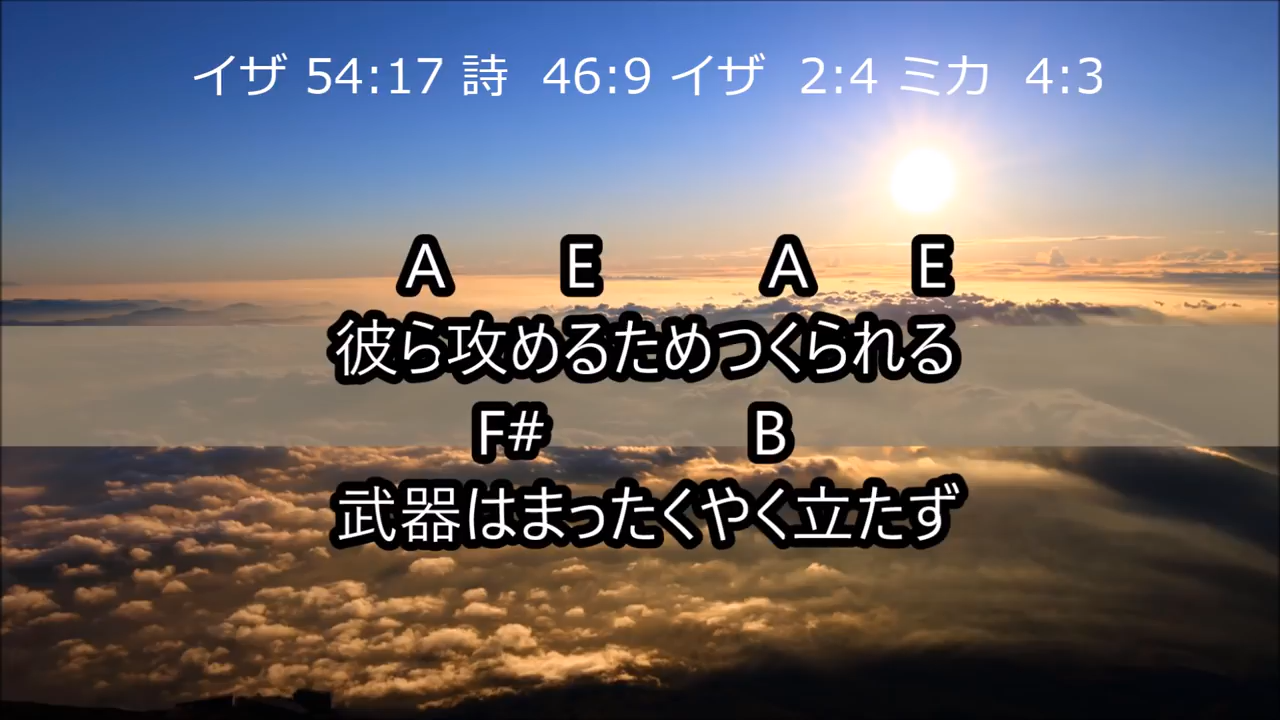 イザ 54:17 詩 46:9 イザ 2:4 ミカ 4:3
A E A E
彼ら攻めるためつくられる
F# B
武器はまったくやく立たず